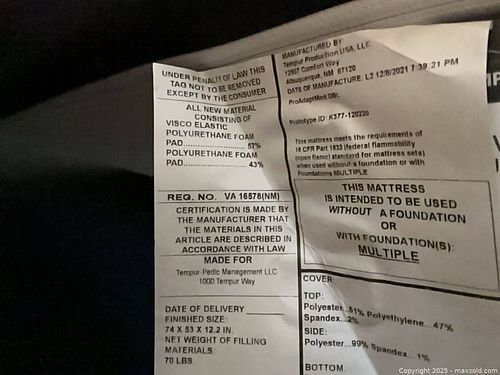 UNDER PENALTY OF LAW THIS
TAG NOT TO BE REMOVED
EXCEPT BY THE CONSUMER
ALL NEW MATERIAL
CONSISTING OF
VISCO ELASTIC
POLYURETHANE FOAM
PAD................................ 57%
POLYURETHANE FOAM
PAD................................ 43%
REG. NO. VA 16578(NM)
CERTIFICATION IS MADE BY
THE MANUFACTURER THAT
THE MATERIALS IN THIS
ARTICLE ARE DESCRIBED IN
ACCORDANCE WITH LAW
MADE FOR
Tempur-Pedic Management LLC
1000 Tempur Way
DATE OF DELIVERY
FINISHED SIZE:
74 X 53 X 12.2 IN.
NET WEIGHT OF FILLING
MATERIALS:
70 LBS.
MANUFACTURED BY:
Tempur Production USA, LLC
12907 Comfort Way
Albuquerque, NM 87120
DATE OF MANUFACTURE: L2 12/8/2021 7:39:21 PM
ProAdaptMed DBL
Prototype ID: K377-120220
This mattress meets the requirements of
16 CFR Part 1633 (federal flammability
(open flame) standard for mattress sets)
when used without a foundation or with
Foundations MULTIPLE
THIS MATTRESS
IS INTENDED TO BE USED
WITHOUT A FOUNDATION
OR
WITH FOUNDATION(S):
MULTIPLE
COVER
TOP:
Polyester...51% Polyethylene...47%
Spandex...2%
SIDE:
Polyester...99% Spandex...1%
BOTTOM
Copyright 2025 - maxsold.com